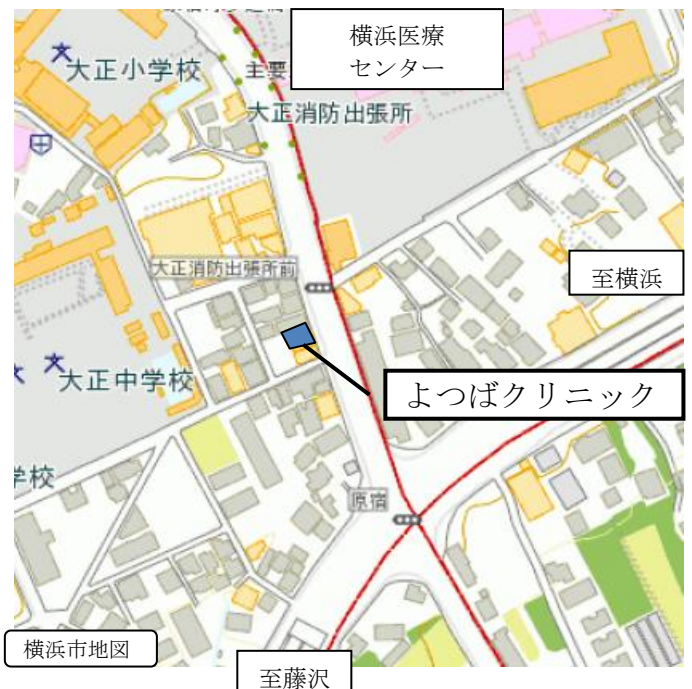 横浜医療
センター
大正小学校
主要
大正消防出張所
大正消防出張所前
至横浜
大正中学校
よつばクリニック
学校
原宿
横浜市地図
至藤沢